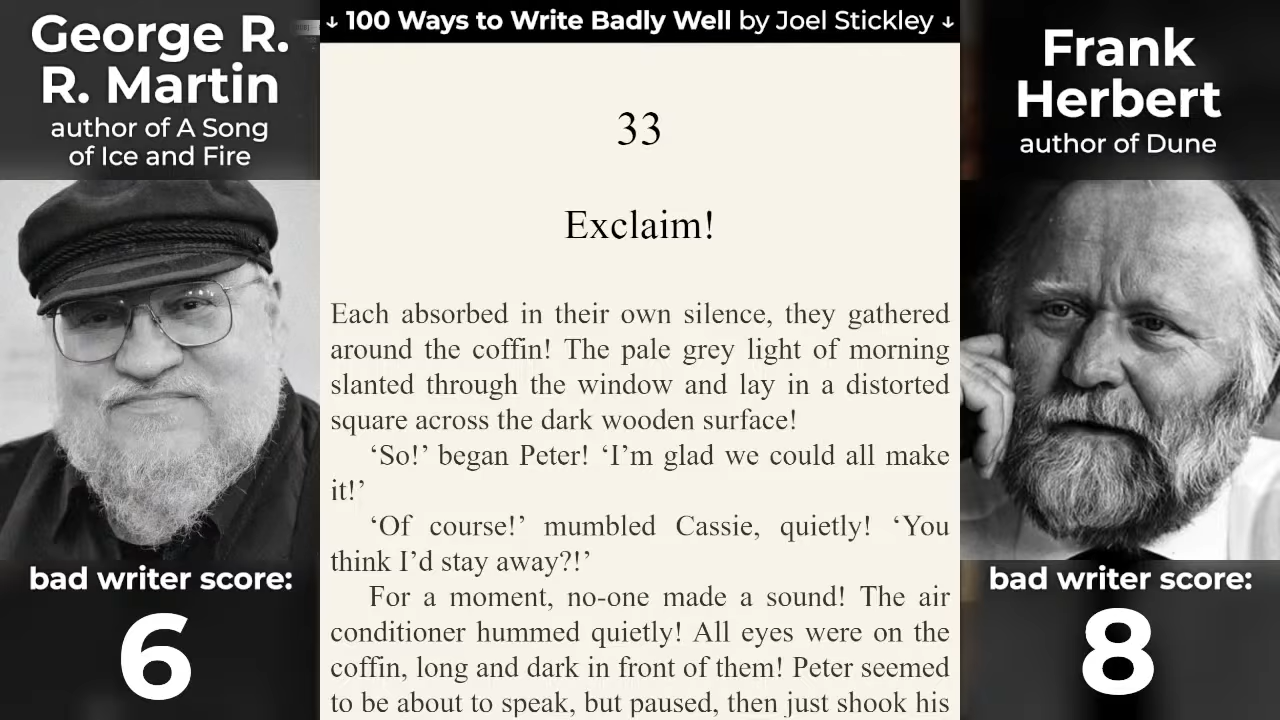 George R.
R. Martin
author of A Song
of Ice and Fire
bad writer score:
6
↓ 100 Ways to Write Badly Well by Joel Stickley ↓
33
Exclaim!
Each absorbed in their own silence, they gathered
around the coffin! The pale grey light of morning
slanted through the window and lay in a distorted
square across the dark wooden surface!
‘So!’ began Peter! ‘I’m glad we could all make
it!’
‘Of course!’ mumbled Cassie, quietly! ‘You
think I’d stay away?!’
For a moment, no-one made a sound! The air
conditioner hummed quietly! All eyes were on the
coffin, long and dark in front of them! Peter seemed
to be about to speak, but paused, then just shook his
Frank
Herbert
author of Dune
bad writer score:
8